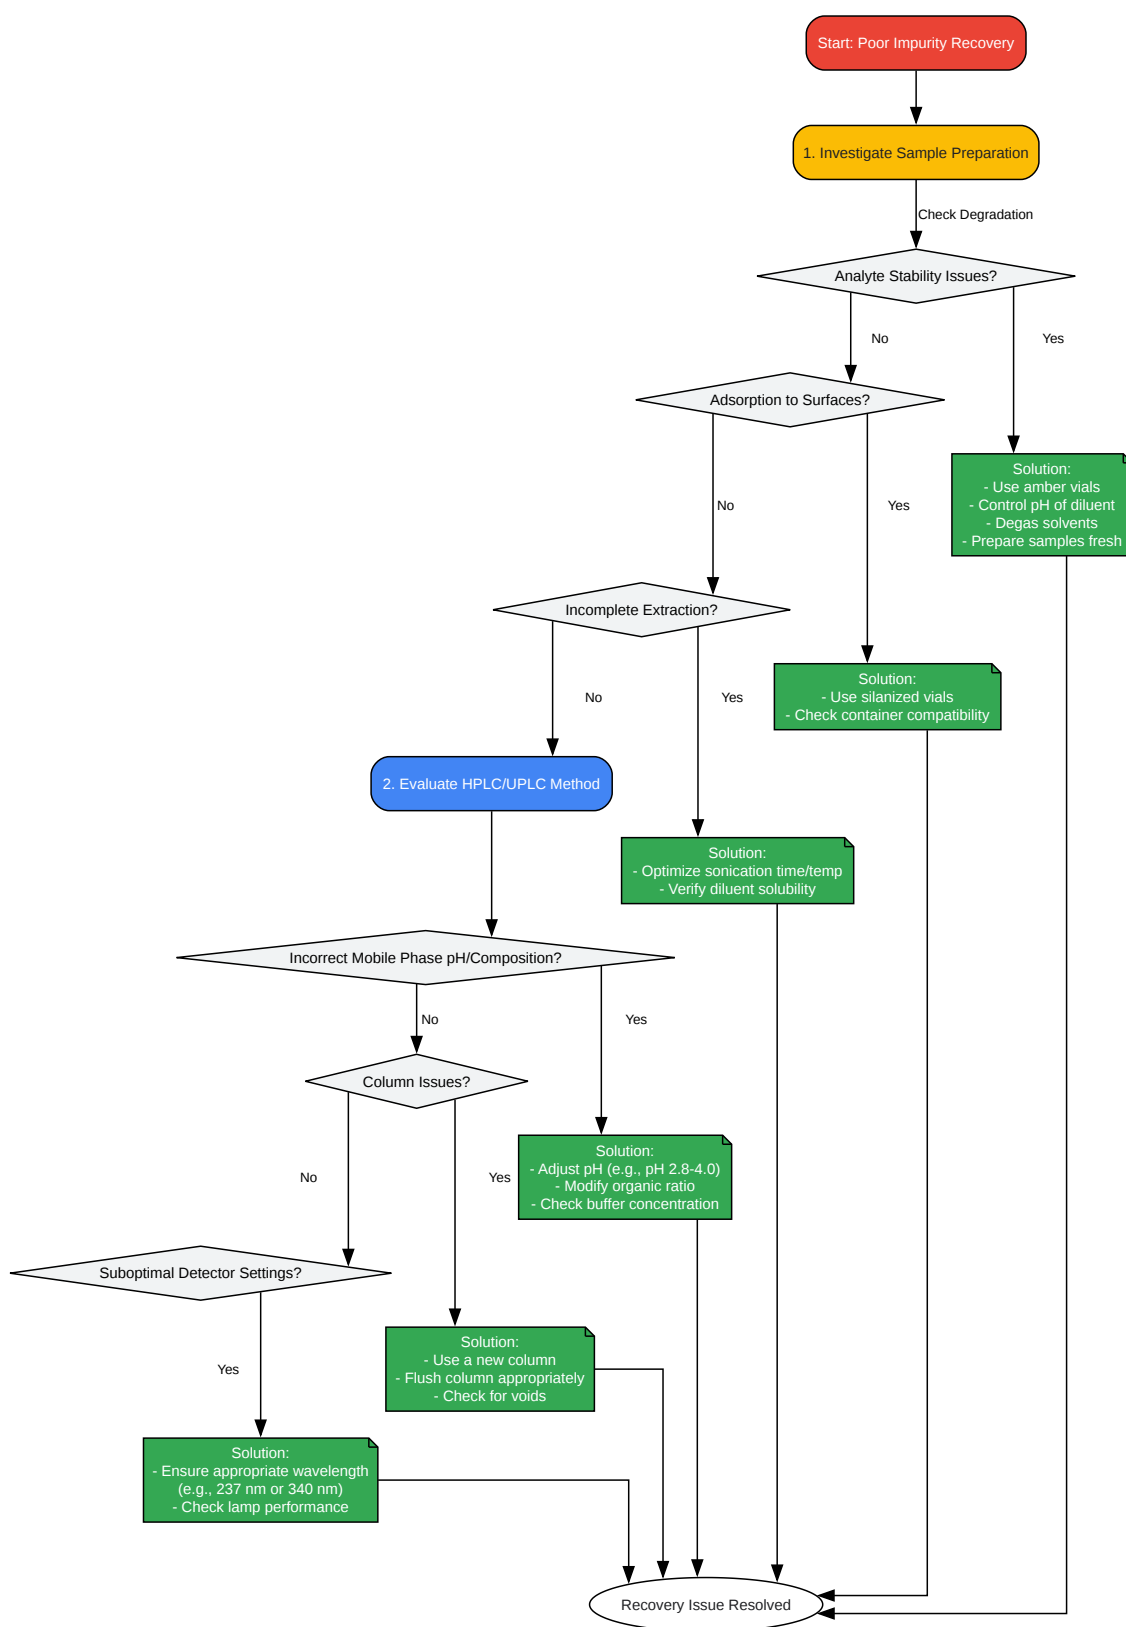 Start: Poor Impurity Recovery
1. Investigate Sample Preparation
Check Degradation
Analyte Stability Issues?
No
Yes
Adsorption to Surfaces?
Solution:
- Use amber vials
- Control pH of diluent
- Degas solvents
- Prepare samples fresh
No
Yes
Incomplete Extraction?
Solution:
- Use silanized vials
- Check container compatibility
No
Yes
2. Evaluate HPLC/UPLC Method
Solution:
- Optimize sonication time/temp
- Verify diluent solubility
Incorrect Mobile Phase pH/Composition?
No
Yes
Column Issues?
Solution:
- Adjust pH (e.g., pH 2.8-4.0)
- Modify organic ratio
- Check buffer concentration
No
Yes
Suboptimal Detector Settings?
Solution:
- Use a new column
- Flush column appropriately
- Check for voids
Yes
Solution:
- Ensure appropriate wavelength
(e.g., 237 nm or 340 nm)
- Check lamp performance
Recovery Issue Resolved